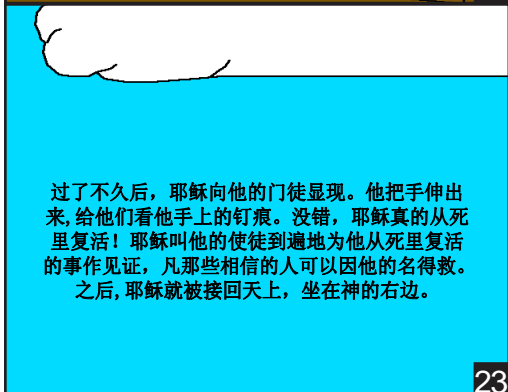 过了不久后，耶稣向他的门徒显现。他把手伸出
来,给他们看他手上的钉痕。没错，耶稣真的从死
里复活！耶稣叫他的使徒到遍地为他从死里复活
的事作见证，凡那些相信的人可以因他的名得救。
之后,耶稣就被接回天上，坐在神的右边。
23